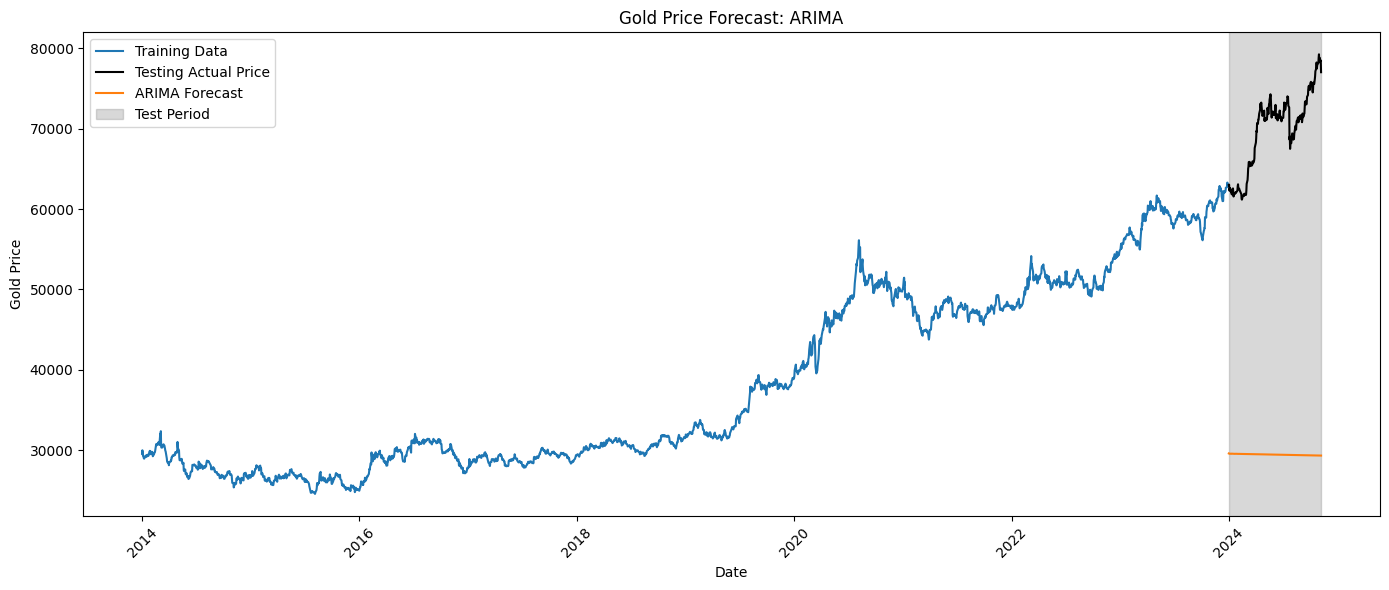 Gold Price Forecast: ARIMA
Training Data
Testing Actual Price
ARIMA Forecast
Test Period
80000
70000
60000
50000
40000
30000
Gold Price
2014
2016
2018
2020
2022
2024
Date